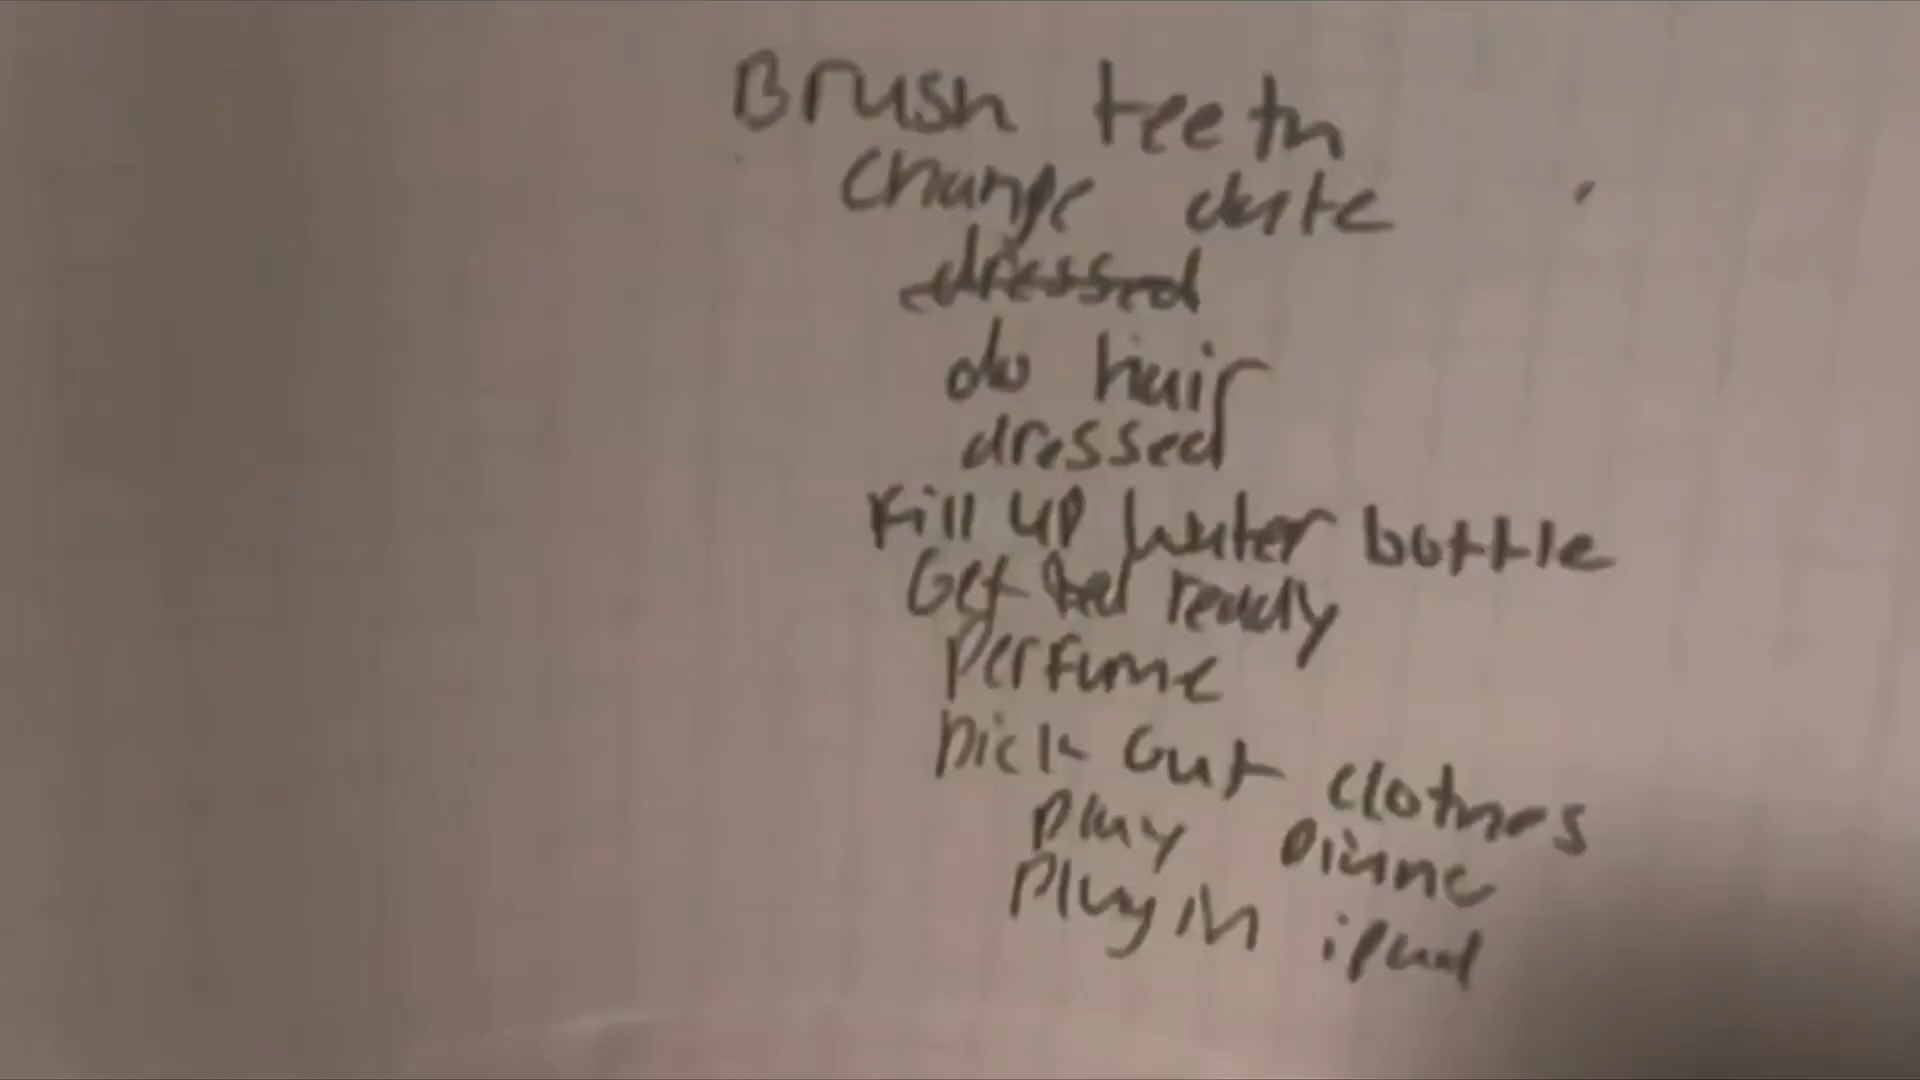 Brush teeth
Change date
dressed
do hair
dressed
Fill up water bottle
Get bed ready
perfume
pick out clothes
play piano
plug in ipad